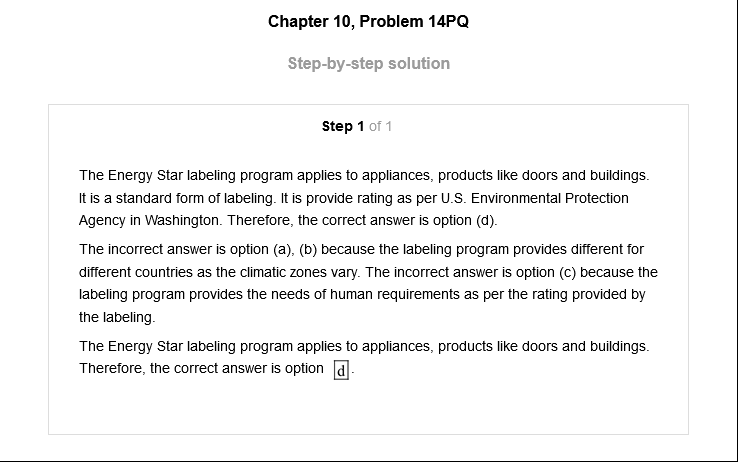 Chapter 10, Problem 14PQ
Step-by-step solution
Step 1 of 1
The Energy Star labeling program applies to appliances, products like doors and buildings.
It is a standard form of labeling. It is provide rating as per U.S. Environmental Protection
Agency in Washington. Therefore, the correct answer is option (d).
The incorrect answer is option (a), (b) because the labeling program provides different for
different countries as the climatic zones vary. The incorrect answer is option (c) because the
labeling program provides the needs of human requirements as per the rating provided by
the labeling.
The Energy Star labeling program applies to appliances, products like doors and buildings.
Therefore, the correct answer is option d.